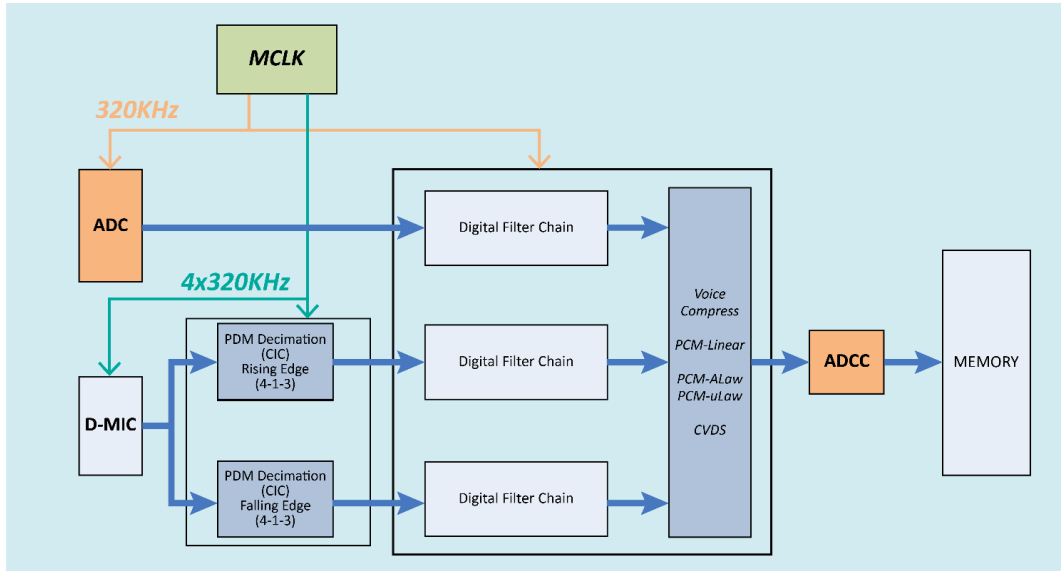 MCLK
320KHz
ADC
Digital Filter Chain
4x320KHz
Voice
Compress
PCM-Linear
PCM-ALaw
PCM-uLaw
CVDS
PDM Decimation
(CIC)
Rising Edge
(4-1-3)
Digital Filter Chain
ADCC
MEMORY
D-MIC
PDM Decimation
(CIC)
Falling Edge
(4-1-3)
Digital Filter Chain